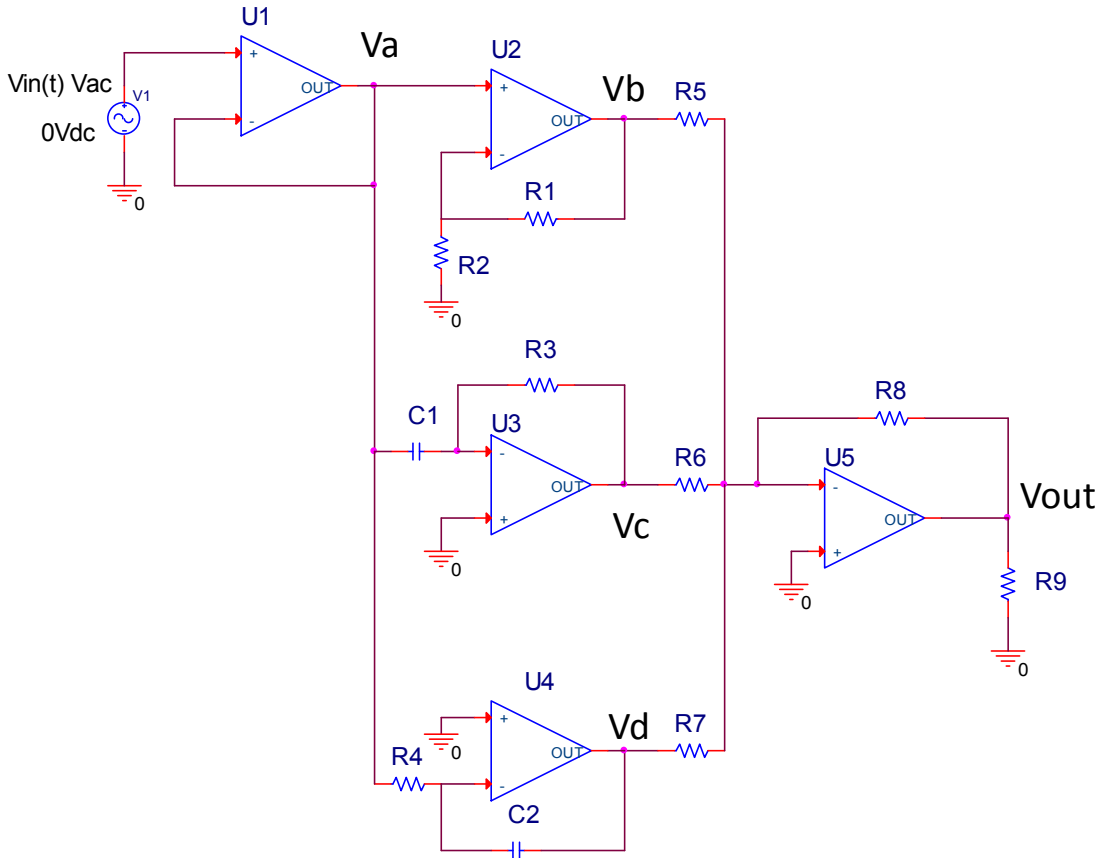 U1
Va
U2
Vb
R5
Vin(t) Vac
V1
+
OUT
+
0Vdc
-
OUT
-
R1
0
R2
0
R3
R8
C1
U3
-
R6
U5
-
OUT
Vout
+
Vc
OUT
0
+
R9
0
0
U4
Vd
R7
+
0
OUT
R4
-
C2